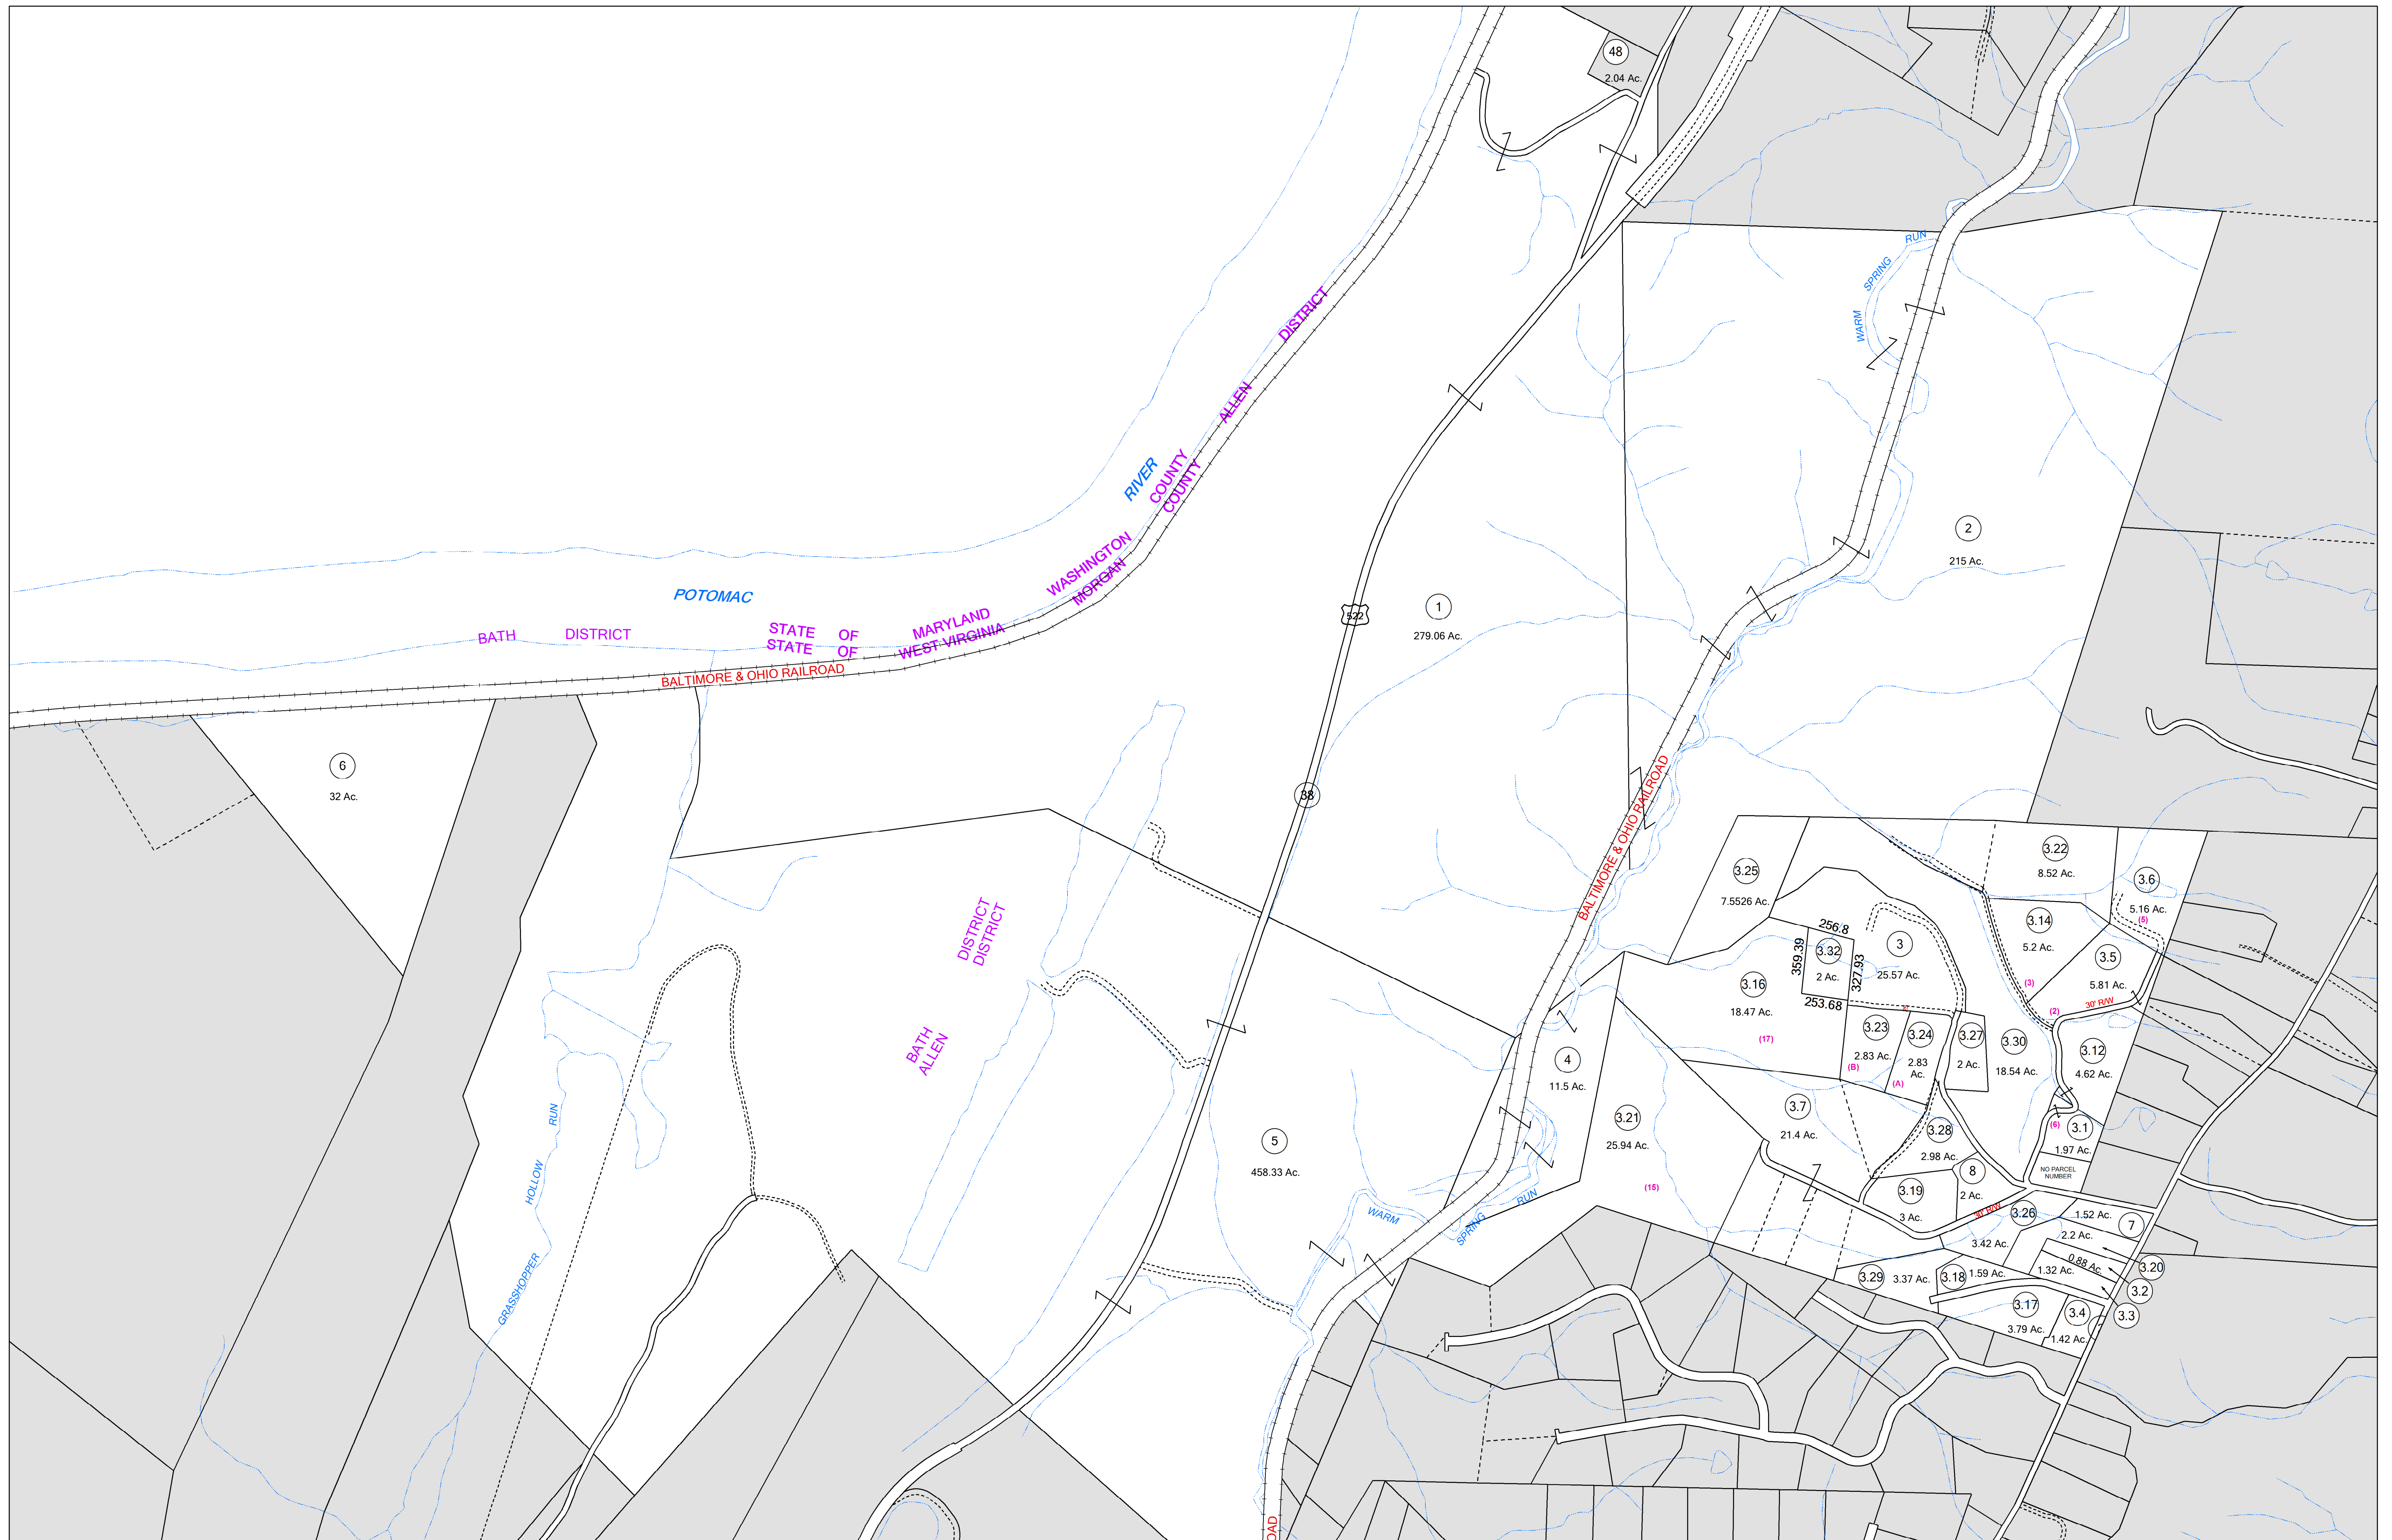 48
2.04 Ac.
RUN
SPRING
WARM
DISTRICT
ALLEN
RIVER
COUNTY
COUNTY
2
215 Ac.
WASHINGTON
MORGAN
POTOMAC
522
1
279.06 Ac.
BATH DISTRICT
STATE OF MARYLAND
STATE OF WEST VIRGINIA
BALTIMORE & OHIO RAILROAD
6
32 Ac.
38
BALTIMORE & OHIO RAILROAD
3.22
8.52 Ac.
3.25
7.5526 Ac.
3.6
5.16 Ac.
(5)
3.14
5.2 Ac.
256.8
359.39
3.32
2 Ac.
327.93
253.68
3
25.57 Ac.
3.5
5.81 Ac.
(3)
30' R/W
(2)
DISTRICT
DISTRICT
BATH
ALLEN
3.16
18.47 Ac.
(17)
3.23
2.83 Ac.
(B)
3.24
2.83
Ac.
(A)
3.27
2 Ac.
3.30
18.54 Ac.
3.12
4.62 Ac.
4
11.5 Ac.
3.21
25.94 Ac.
(15)
3.7
21.4 Ac.
3.28
2.98 Ac.
(6)
3.1
1.97 Ac.
NO PARCEL
NUMBER
5
458.33 Ac.
RUN
HOLLOW
GRASSHOPPER
WARM
SPRING
RUN
3.19
3 Ac.
8
2 Ac.
30' R/W
3.26
3.42 Ac.
1.52 Ac.
7
2.2 Ac.
0.88 Ac.
1.32 Ac.
3.20
3.2
3.3
3.29
3.37 Ac.
3.18
1.59 Ac.
3.17
3.79 Ac.
3.4
1.42 Ac.
OAD